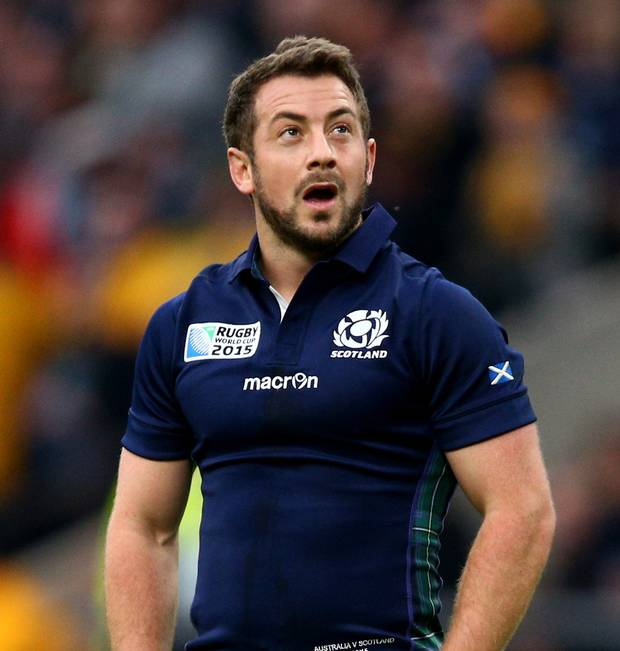 RUGBY
WORLD CUP
2015
SCOTLAND
macron
AUSTRALIA V SCOTLAND